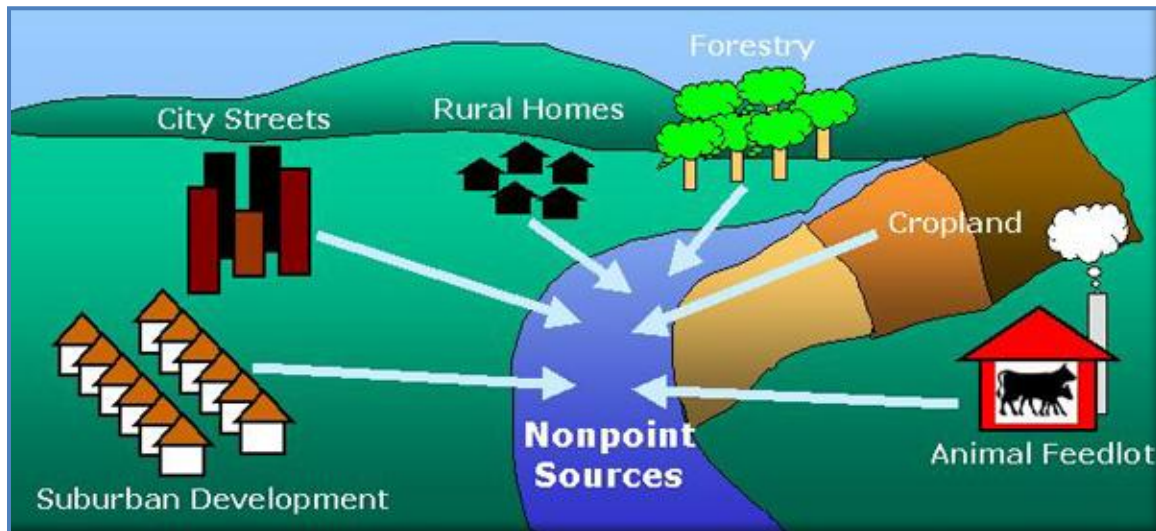 Forestry
Rural Homes
City Streets
Cropland
Nonpoint
Sources
Animal Feedlot
Suburban Development